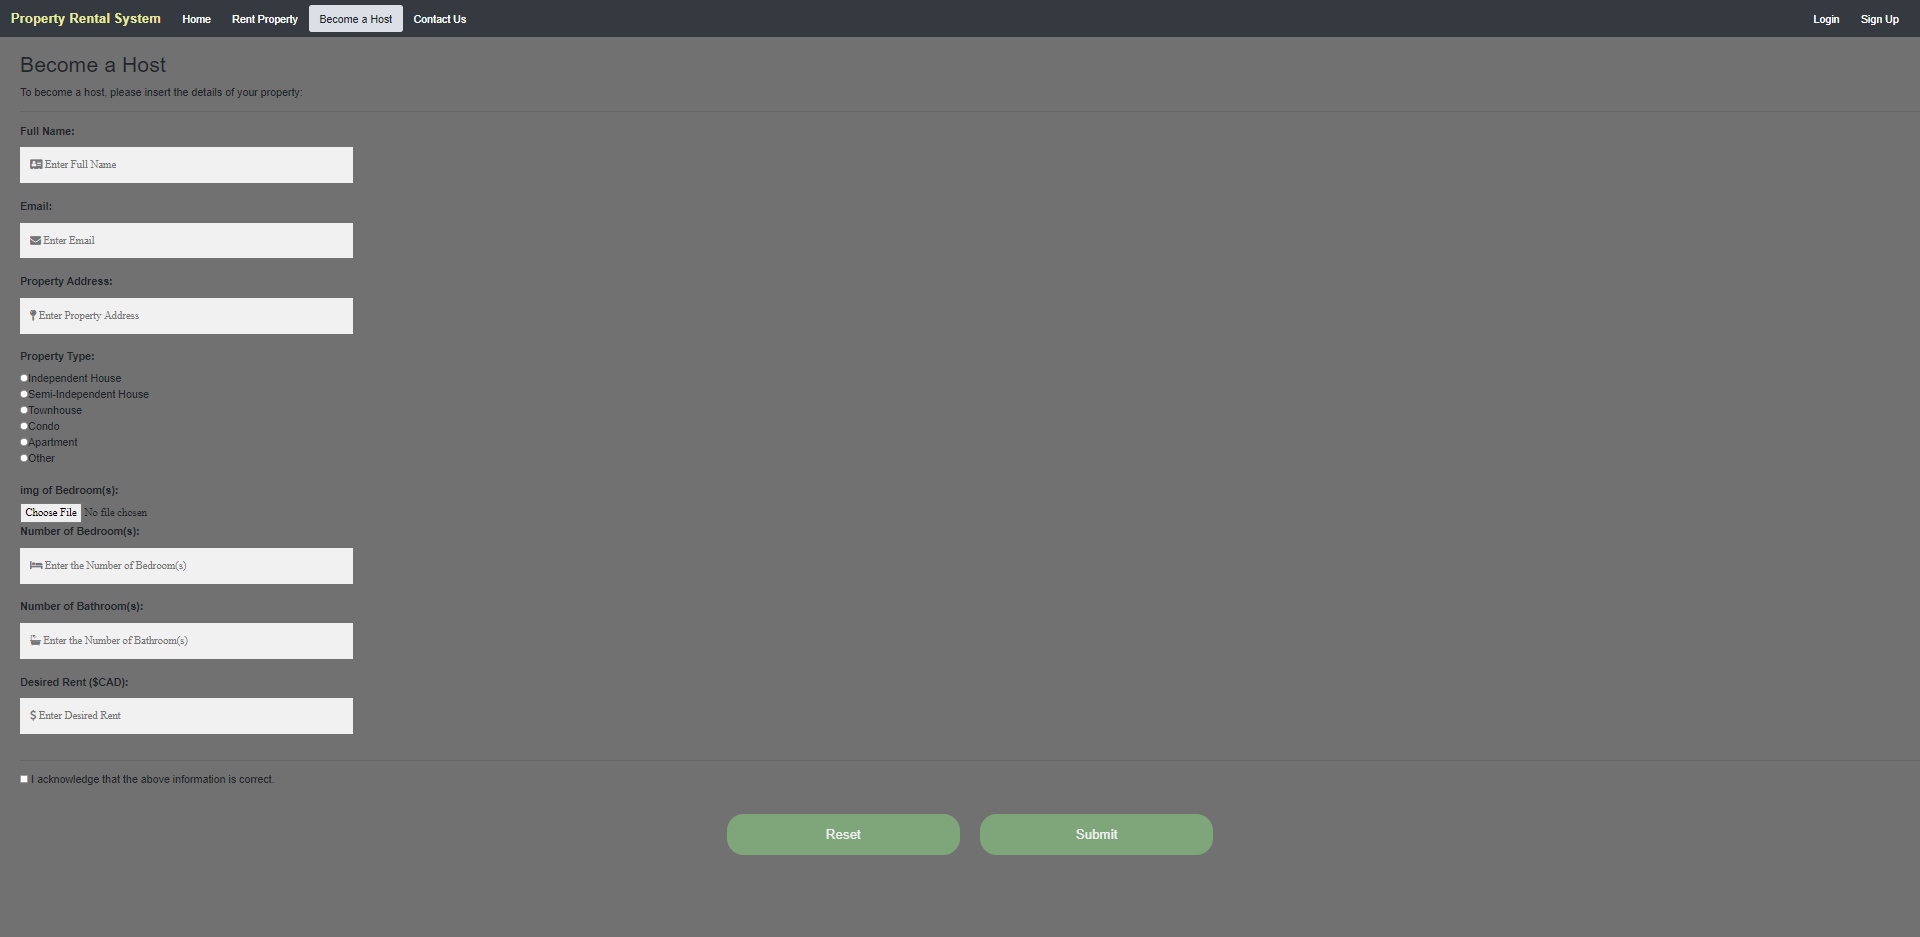 Property Rental System Home Rent Property Become a Host Contact Us Login Sign Up
Become a Host
To become a host, please insert the details of your property:
Full Name:
Enter Full Name
Email:
Enter Email
Property Address:
Enter Property Address
Property Type:
Independent House
Semi-Independent House
Townhouse
Condo
Apartment
Other
img of Bedroom(s):
Choose File No file chosen
Number of Bedroom(s):
Enter the Number of Bedroom(s)
Number of Bathroom(s):
Enter the Number of Bathroom(s)
Desired Rent ($CAD):
$ Enter Desired Rent
I acknowledge that the above information is correct.
Reset Submit